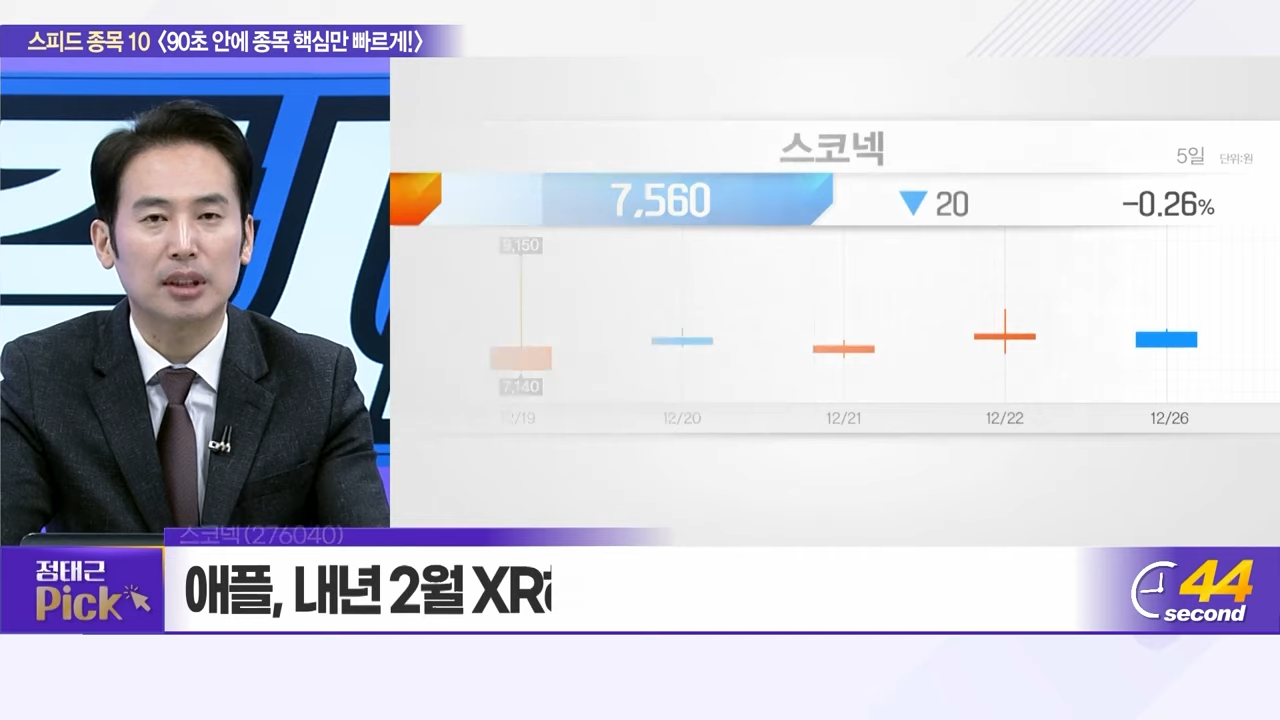 스피드 종목 10 〈90초 안에 종목 핵심만 빠르게!〉
스코넥
5일 단위:원
7,560 ▼20 -0.26%
9,150
7,140
12/20 12/21 12/22 12/26
스코넥(276040)
정태근
Pick
애플, 내년 2월 XR
44
second